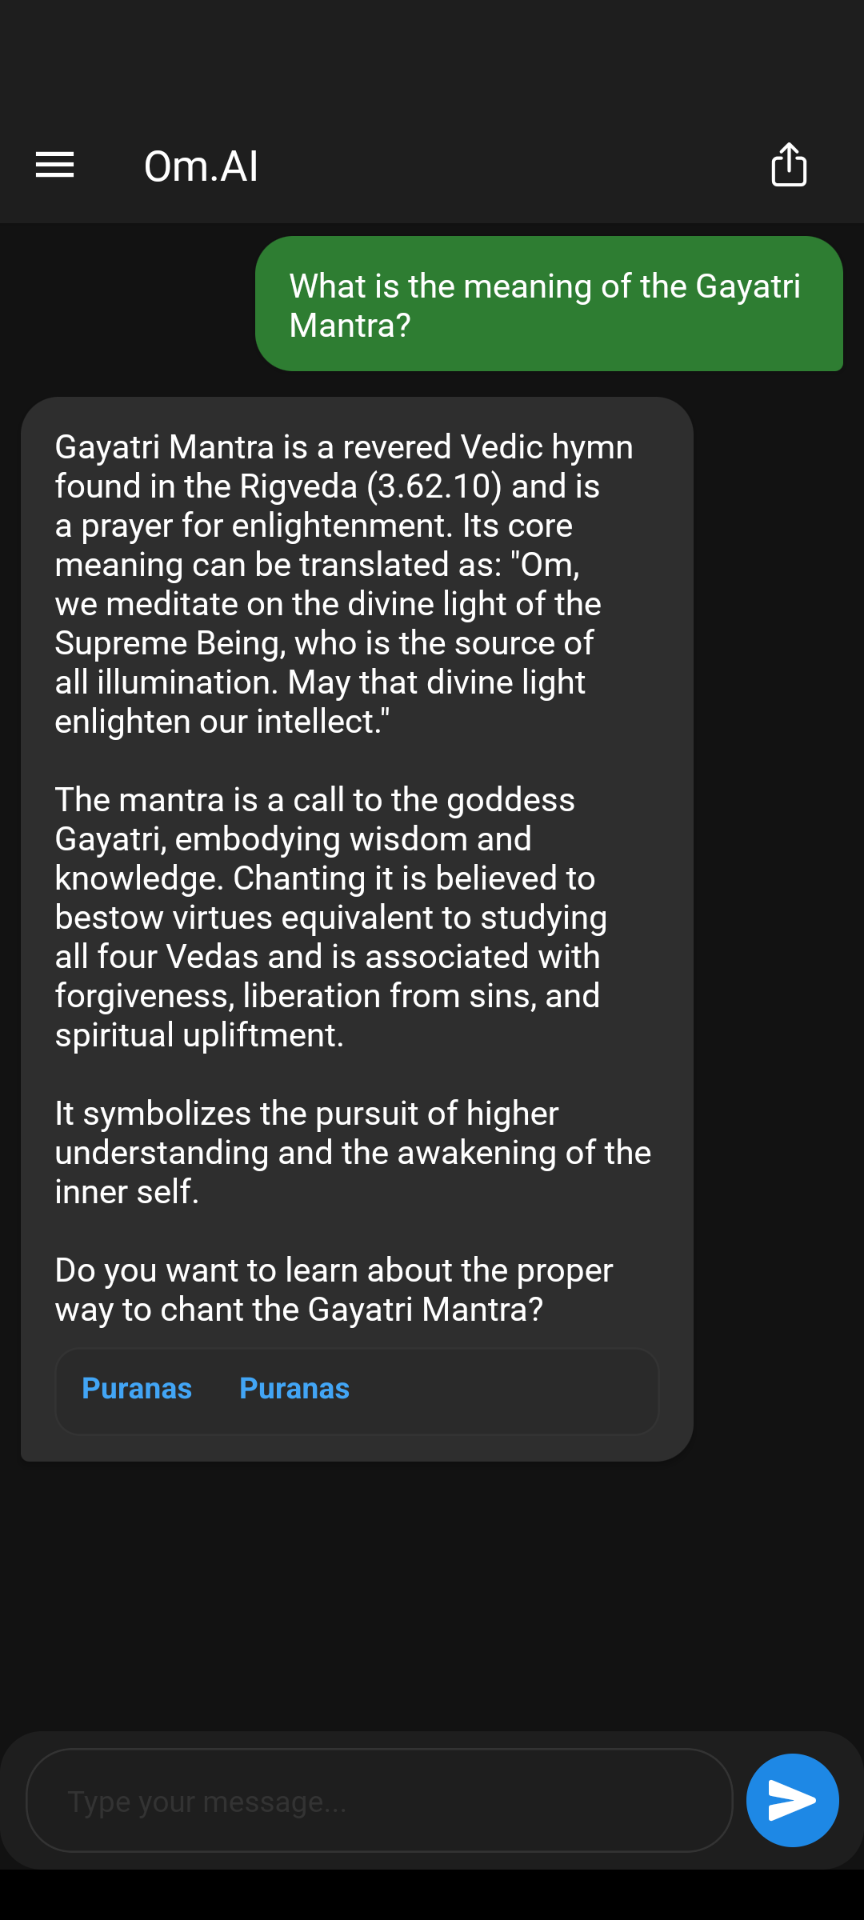 Om.AI
What is the meaning of the Gayatri
Mantra?
Gayatri Mantra is a revered Vedic hymn
found in the Rigveda (3.62.10) and is
a prayer for enlightenment. Its core
meaning can be translated as: "Om,
we meditate on the divine light of the
Supreme Being, who is the source of
all illumination. May that divine light
enlighten our intellect."
The mantra is a call to the goddess
Gayatri, embodying wisdom and
knowledge. Chanting it is believed to
bestow virtues equivalent to studying
all four Vedas and is associated with
forgiveness, liberation from sins, and
spiritual upliftment.
It symbolizes the pursuit of higher
understanding and the awakening of the
inner self.
Do you want to learn about the proper
way to chant the Gayatri Mantra?
Puranas Puranas
Type your message...